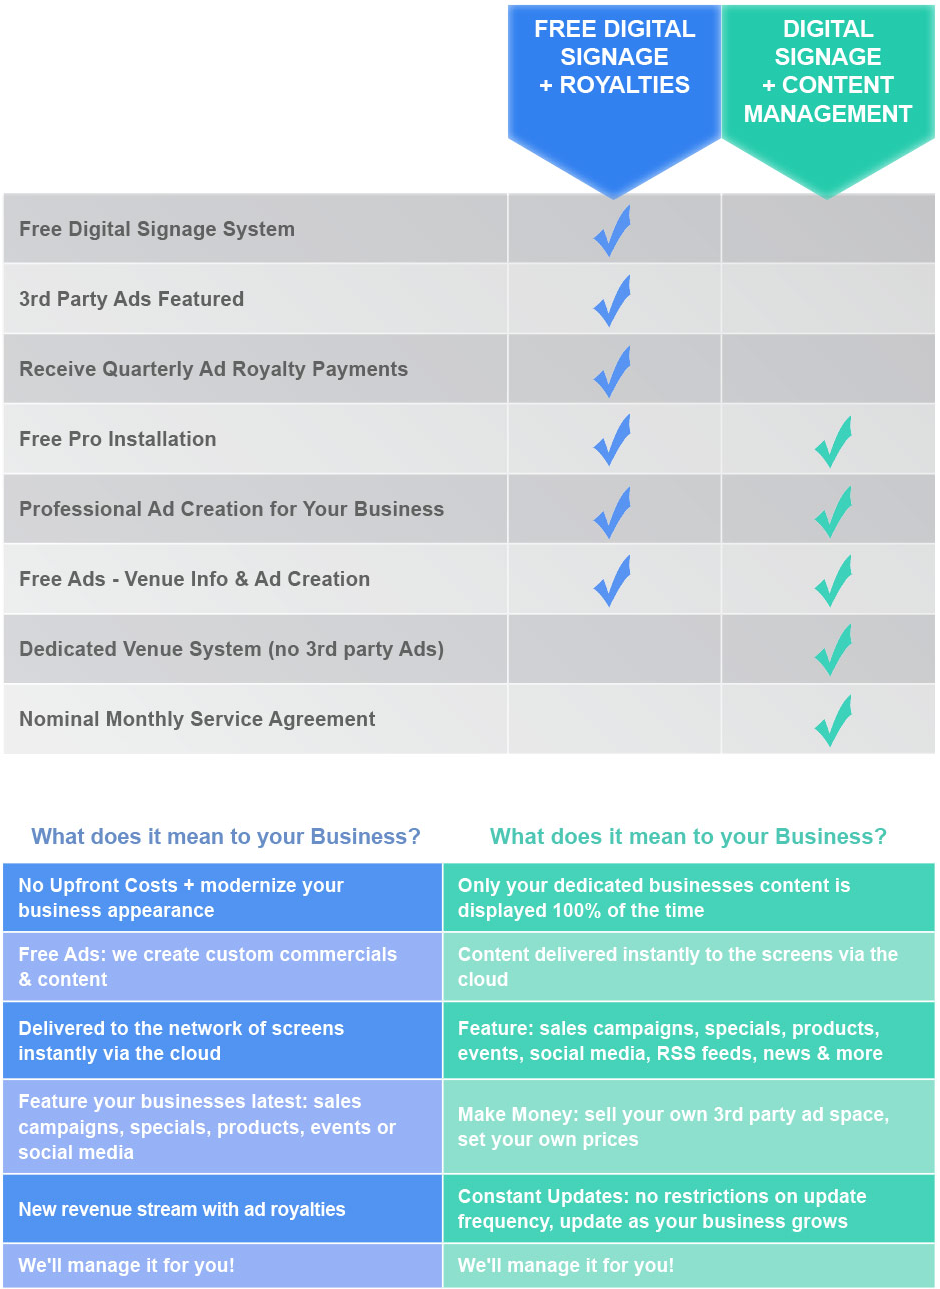 FREE DIGITAL
SIGNAGE
+ ROYALTIES
DIGITAL
SIGNAGE
+ CONTENT
MANAGEMENT
Free Digital Signage System
3rd Party Ads Featured
Receive Quarterly Ad Royalty Payments
Free Pro Installation
Professional Ad Creation for Your Business
Free Ads - Venue Info & Ad Creation
Dedicated Venue System (no 3rd party Ads)
Nominal Monthly Service Agreement
What does it mean to your Business?
No Upfront Costs + modernize your
business appearance
Free Ads: we create custom commercials
& content
Delivered to the network of screens
instantly via the cloud
Feature your businesses latest: sales
campaigns, specials, products, events or
social media
New revenue stream with ad royalties
We'll manage it for you!
What does it mean to your Business?
Only your dedicated businesses content is
displayed 100% of the time
Content delivered instantly to the screens via the
cloud
Feature: sales campaigns, specials, products,
events, social media, RSS feeds, news & more
Make Money: sell your own 3rd party ad space,
set your own prices
Constant Updates: no restrictions on update
frequency, update as your business grows
We'll manage it for you!